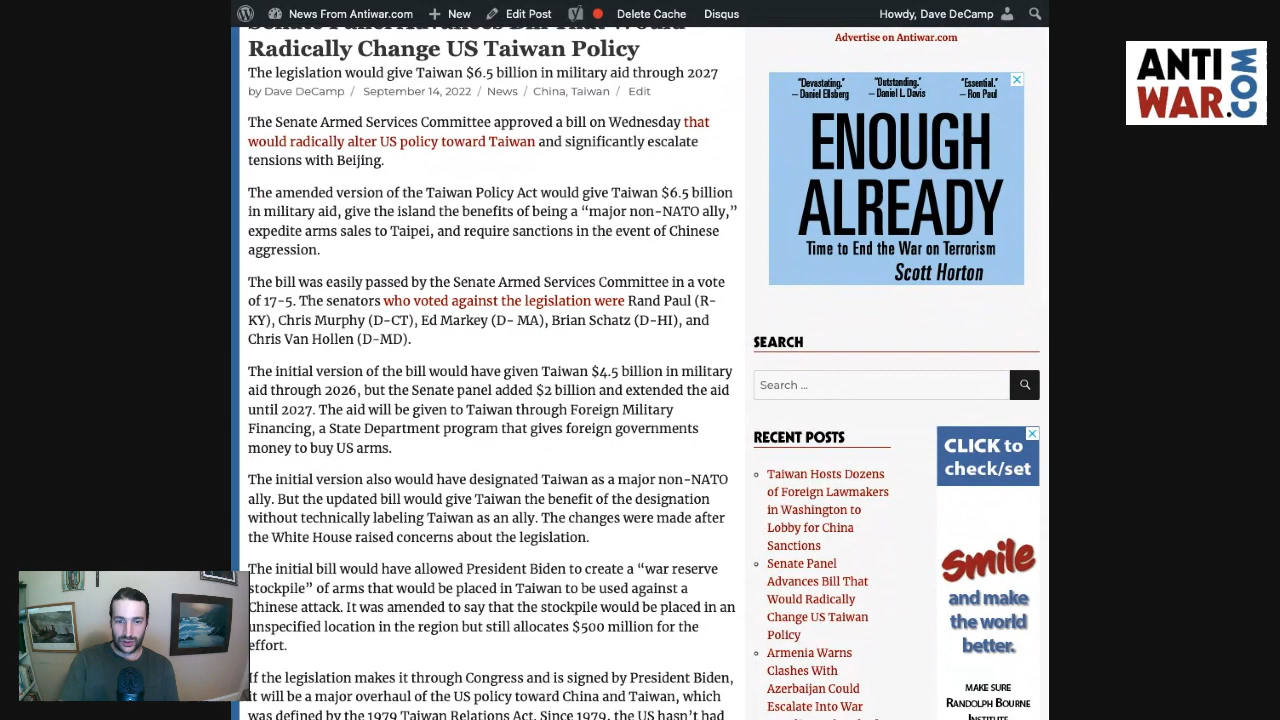 News From Antiwar.com
New
Edit Post
Delete Cache
Disqus
Howdy, Dave DeCamp
Senate Panel Advances Bill That Would
Radically Change US Taiwan Policy
The legislation would give Taiwan $6.5 billion in military aid through 2027
by Dave DeCamp / September 14, 2022 / News / China, Taiwan / Edit
The Senate Armed Services Committee approved a bill on Wednesday that
would radically alter US policy toward Taiwan and significantly escalate
tensions with Beijing.
The amended version of the Taiwan Policy Act would give Taiwan $6.5 billion
in military aid, give the island the benefits of being a “major non-NATO ally,”
expedite arms sales to Taipei, and require sanctions in the event of Chinese
aggression.
The bill was easily passed by the Senate Armed Services Committee in a vote
of 17-5. The senators who voted against the legislation were Rand Paul (R-
KY), Chris Murphy (D-CT), Ed Markey (D- MA), Brian Schatz (D-HI), and
Chris Van Hollen (D-MD).
The initial version of the bill would have given Taiwan $4.5 billion in military
aid through 2026, but the Senate panel added $2 billion and extended the aid
until 2027. The aid will be given to Taiwan through Foreign Military
Financing, a State Department program that gives foreign governments
money to buy US arms.
The initial version also would have designated Taiwan as a major non-NATO
ally. But the updated bill would give Taiwan the benefit of the designation
without technically labeling Taiwan as an ally. The changes were made after
the White House raised concerns about the legislation.
The initial bill would have allowed President Biden to create a “war reserve
stockpile” of arms that would be placed in Taiwan to be used against a
Chinese attack. It was amended to say that the stockpile would be placed in an
unspecified location in the region but still allocates $500 million for the
effort.
If the legislation makes it through Congress and is signed by President Biden,
it will be a major overhaul of the US policy toward China and Taiwan, which
was defined by the 1979 Taiwan Relations Act. Since 1979, the US hasn’t had
Advertise on Antiwar.com
“Devastating.”
— Daniel Ellsberg
“Outstanding.”
— Daniel L. Davis
“Essential.”
— Ron Paul
ENOUGH
ALREADY
Time to End the War on Terrorism
Scott Horton
SEARCH
Search ...
RECENT POSTS
Taiwan Hosts Dozens
of Foreign Lawmakers
in Washington to
Lobby for China
Sanctions
Senate Panel
Advances Bill That
Would Radically
Change US Taiwan
Policy
Armenia Warns
Clashes With
Azerbaijan Could
Escalate Into War
CLICK to
check/set
Smile
and make
the world
better.
MAKE SURE
RANDOLPH BOURNE
INSTITUTE
ANTI
WAR.COM